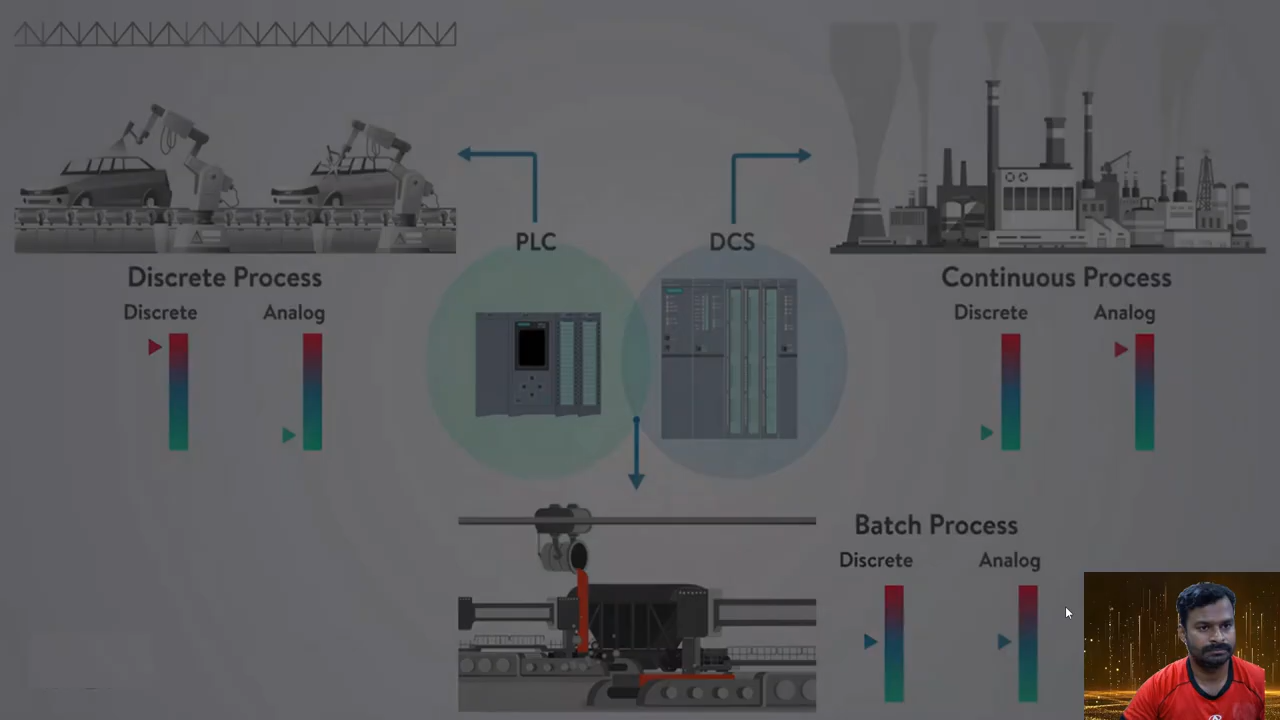 PLC
DCS
Discrete Process
Discrete
Analog
Continuous Process
Discrete
Analog
Batch Process
Discrete
Analog